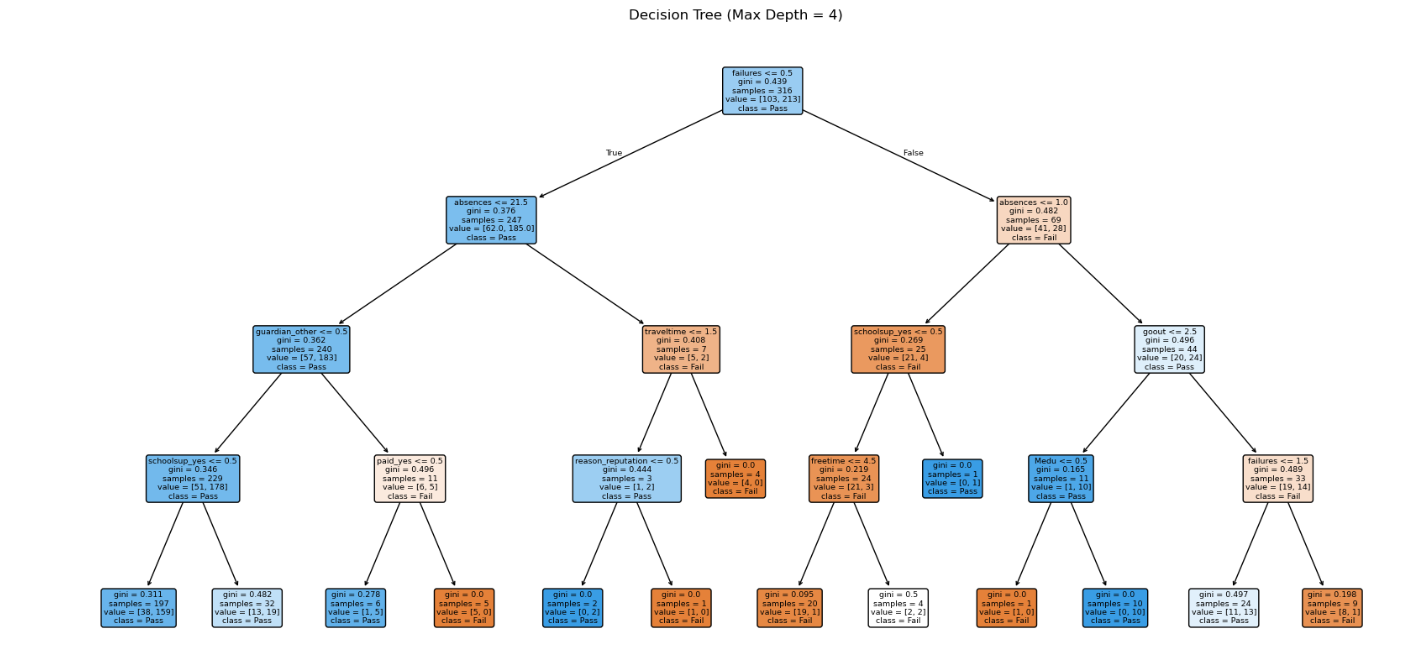 Decision Tree (Max Depth = 4)
failures <= 0.5
gini = 0.439
samples = 316
value = [103, 213]
class = Pass
True
False
absences <= 21.5
gini = 0.376
samples = 247
value = [62.0, 185.0]
class = Pass
absences <= 1.0
gini = 0.482
samples = 69
value = [41, 28]
class = Fail
guardian_other <= 0.5
gini = 0.362
samples = 240
value = [57, 183]
class = Pass
traveltime <= 1.5
gini = 0.408
samples = 7
value = [5, 2]
class = Fail
schoolsup_yes <= 0.5
gini = 0.269
samples = 25
value = [21, 4]
class = Fail
goout <= 2.5
gini = 0.496
samples = 44
value = [20, 24]
class = Pass
schoolsup_yes <= 0.5
gini = 0.346
samples = 229
value = [51, 178]
class = Pass
paid_yes <= 0.5
gini = 0.496
samples = 11
value = [6, 5]
class = Fail
reason_reputation <= 0.5
gini = 0.444
samples = 3
value = [1, 2]
class = Pass
gini = 0.0
samples = 4
value = [4, 0]
class = Fail
freetime <= 4.5
gini = 0.219
samples = 24
value = [21, 3]
class = Fail
gini = 0.0
samples = 1
value = [0, 1]
class = Pass
Medu <= 0.5
gini = 0.165
samples = 11
value = [1, 10]
class = Pass
failures <= 1.5
gini = 0.489
samples = 33
value = [19, 14]
class = Fail
gini = 0.311
samples = 197
value = [38, 159]
class = Pass
gini = 0.482
samples = 32
value = [13, 19]
class = Pass
gini = 0.278
samples = 6
value = [1, 5]
class = Pass
gini = 0.0
samples = 5
value = [5, 0]
class = Fail
gini = 0.0
samples = 2
value = [0, 2]
class = Pass
gini = 0.0
samples = 1
value = [1, 0]
class = Fail
gini = 0.095
samples = 20
value = [19, 1]
class = Fail
gini = 0.5
samples = 4
value = [2, 2]
class = Fail
gini = 0.0
samples = 1
value = [1, 0]
class = Fail
gini = 0.0
samples = 10
value = [0, 10]
class = Pass
gini = 0.497
samples = 24
value = [11, 13]
class = Pass
gini = 0.198
samples = 9
value = [8, 1]
class = Fail